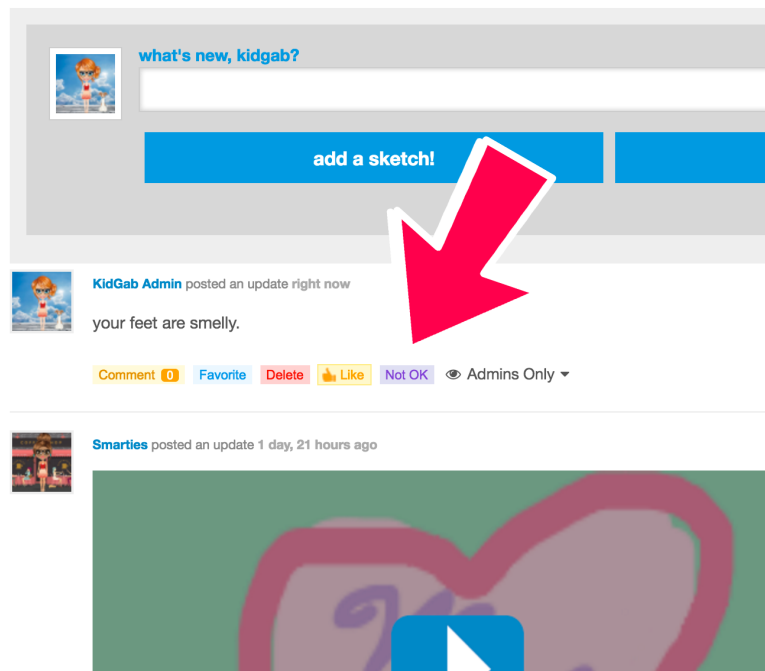 what's new, kidgab?
add a sketch!
KidGab Admin posted an update right now
your feet are smelly.
Comment 0 Favorite Delete Like Not OK Admins Only
Smarties posted an update 1 day, 21 hours ago